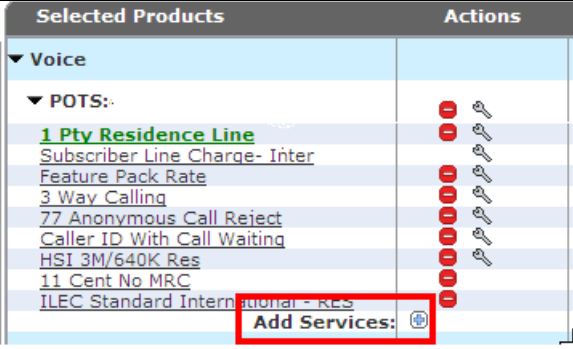 Selected Products Actions
Voice
POTS:
1 Pty Residence Line
Subscriber Line Charge- Inter
Feature Pack Rate
3 Way Calling
77 Anonymous Call Reject
Caller ID With Call Waiting
HSI 3M/640K Res
11 Cent No MRC
ILEC Standard International - RES
Add Services: